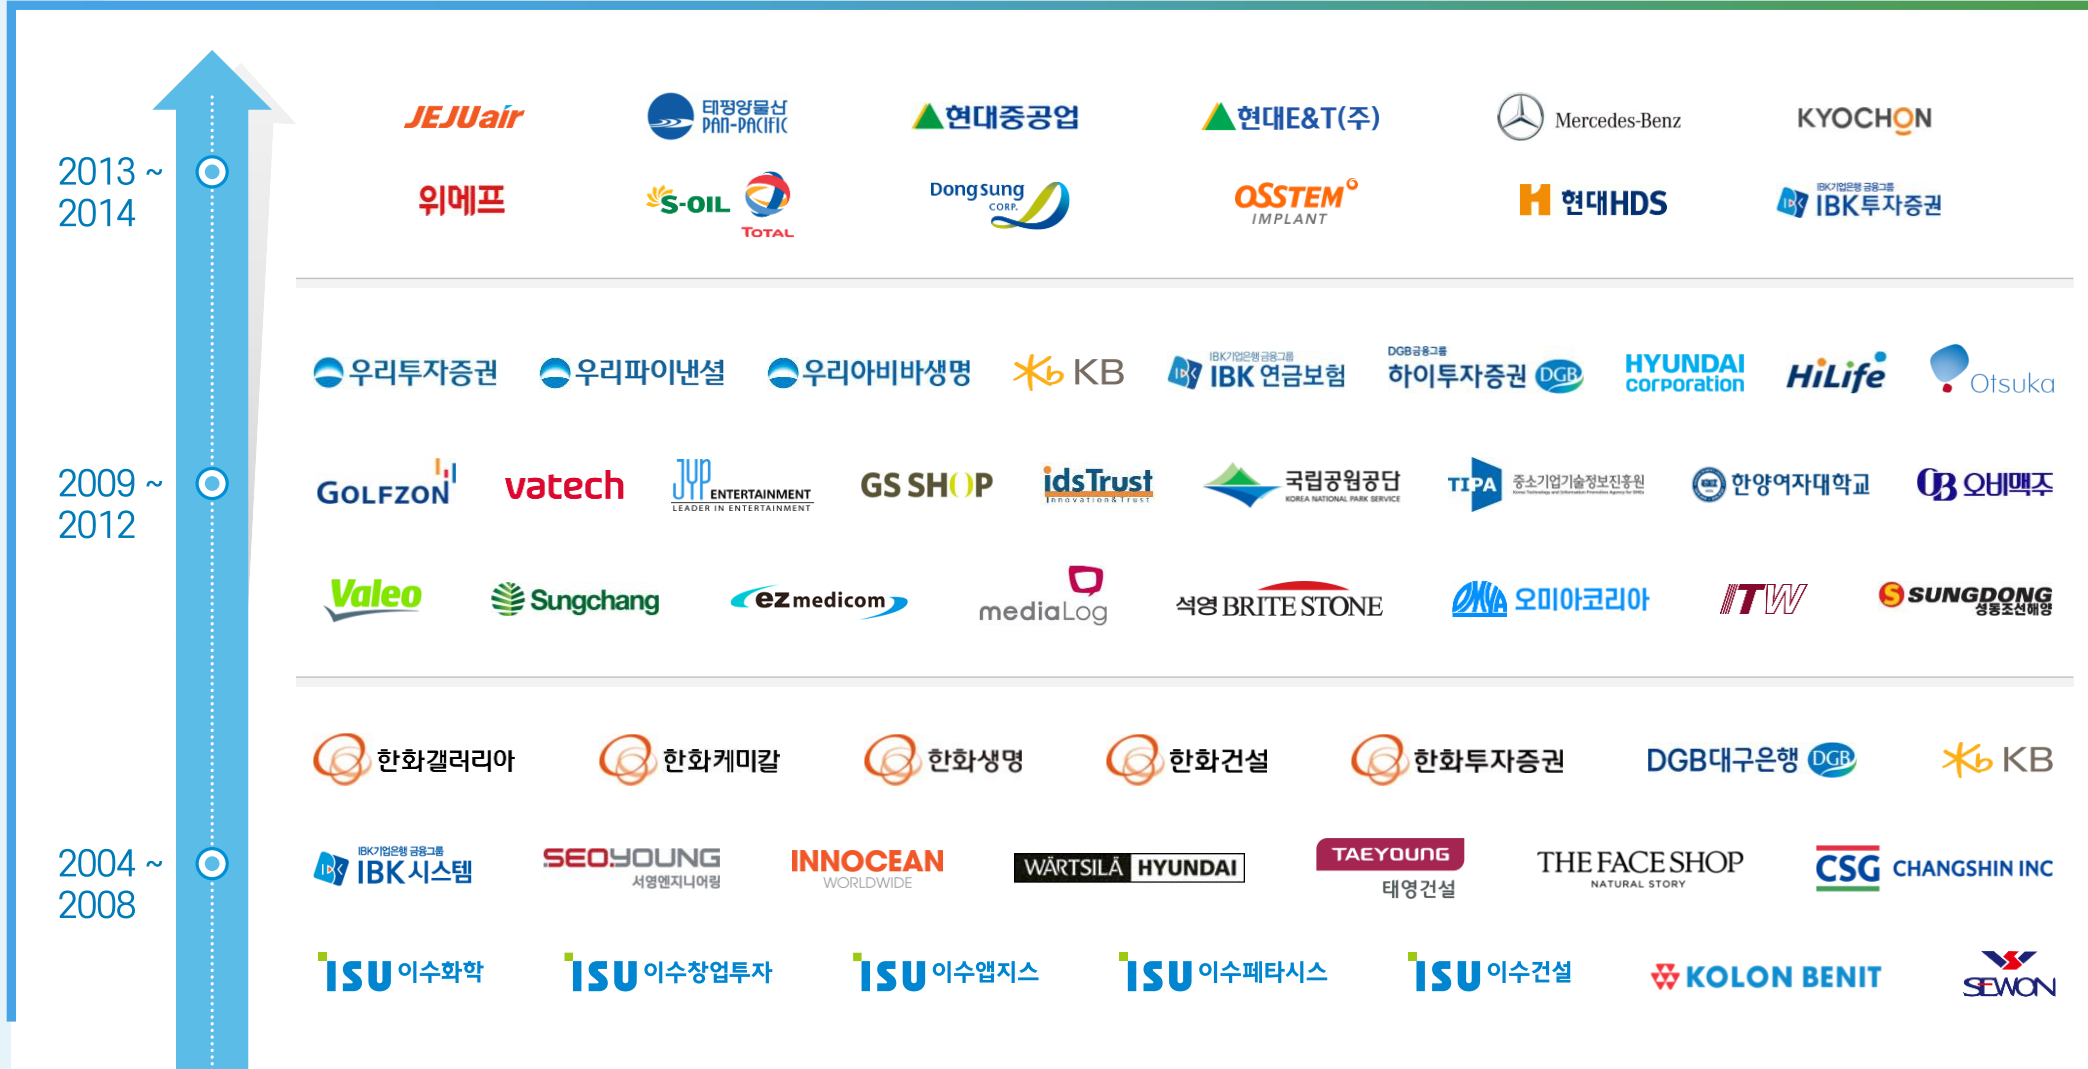 2013 ~
2014
JEJUair
태평양물산
PAN-PACIFIC
현대중공업
현대E&T(주)
Mercedes-Benz
KYOCHON
위메프
S-OIL
TOTAL
DongSung
CORP.
OSSTEM
IMPLANT
현대HDS
IBK기업은행 금융그룹
IBK투자증권
2009 ~
2012
우리투자증권
우리파이낸셜
우리아비바생명
KB
IBK기업은행 금융그룹
IBK 연금보험
DGB금융그룹
하이투자증권 DGB
HYUNDAI
corporation
HiLife
Otsuka
GOLFZON
vatech
JYP ENTERTAINMENT
LEADER IN ENTERTAINMENT
GS SHOP
idsTrust
Innovation&Trust
국립공원공단
KOREA NATIONAL PARK SERVICE
TIPA 중소기업기술정보진흥원
Korea Technology and Information Promotion Agency for SMEs
한양여자대학교
OB 오비맥주
Valeo
Sungchang
ezmedicom
mediaLog
석영 BRITE STONE
OMYA 오미아코리아
ITW
SUNGDONG
성동조선해양
2004 ~
2008
한화갤러리아
한화케미칼
한화생명
한화건설
한화투자증권
DGB대구은행 DGB
KB
IBK기업은행 금융그룹
IBK시스템
SEOYOUNG
서영엔지니어링
INNOCEAN
WORLDWIDE
WÄRTSILÄ HYUNDAI
TAEYOUNG
태영건설
THE FACE SHOP
NATURAL STORY
CSG CHANGSHIN INC
ISU 이수화학
ISU 이수창업투자
ISU 이수앱지스
ISU 이수페타시스
ISU 이수건설
KOLON BENIT
SEWON